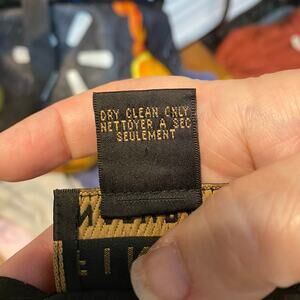 DRY CLEAN ONLY
NETTOYER A SEC
SEULEMENT